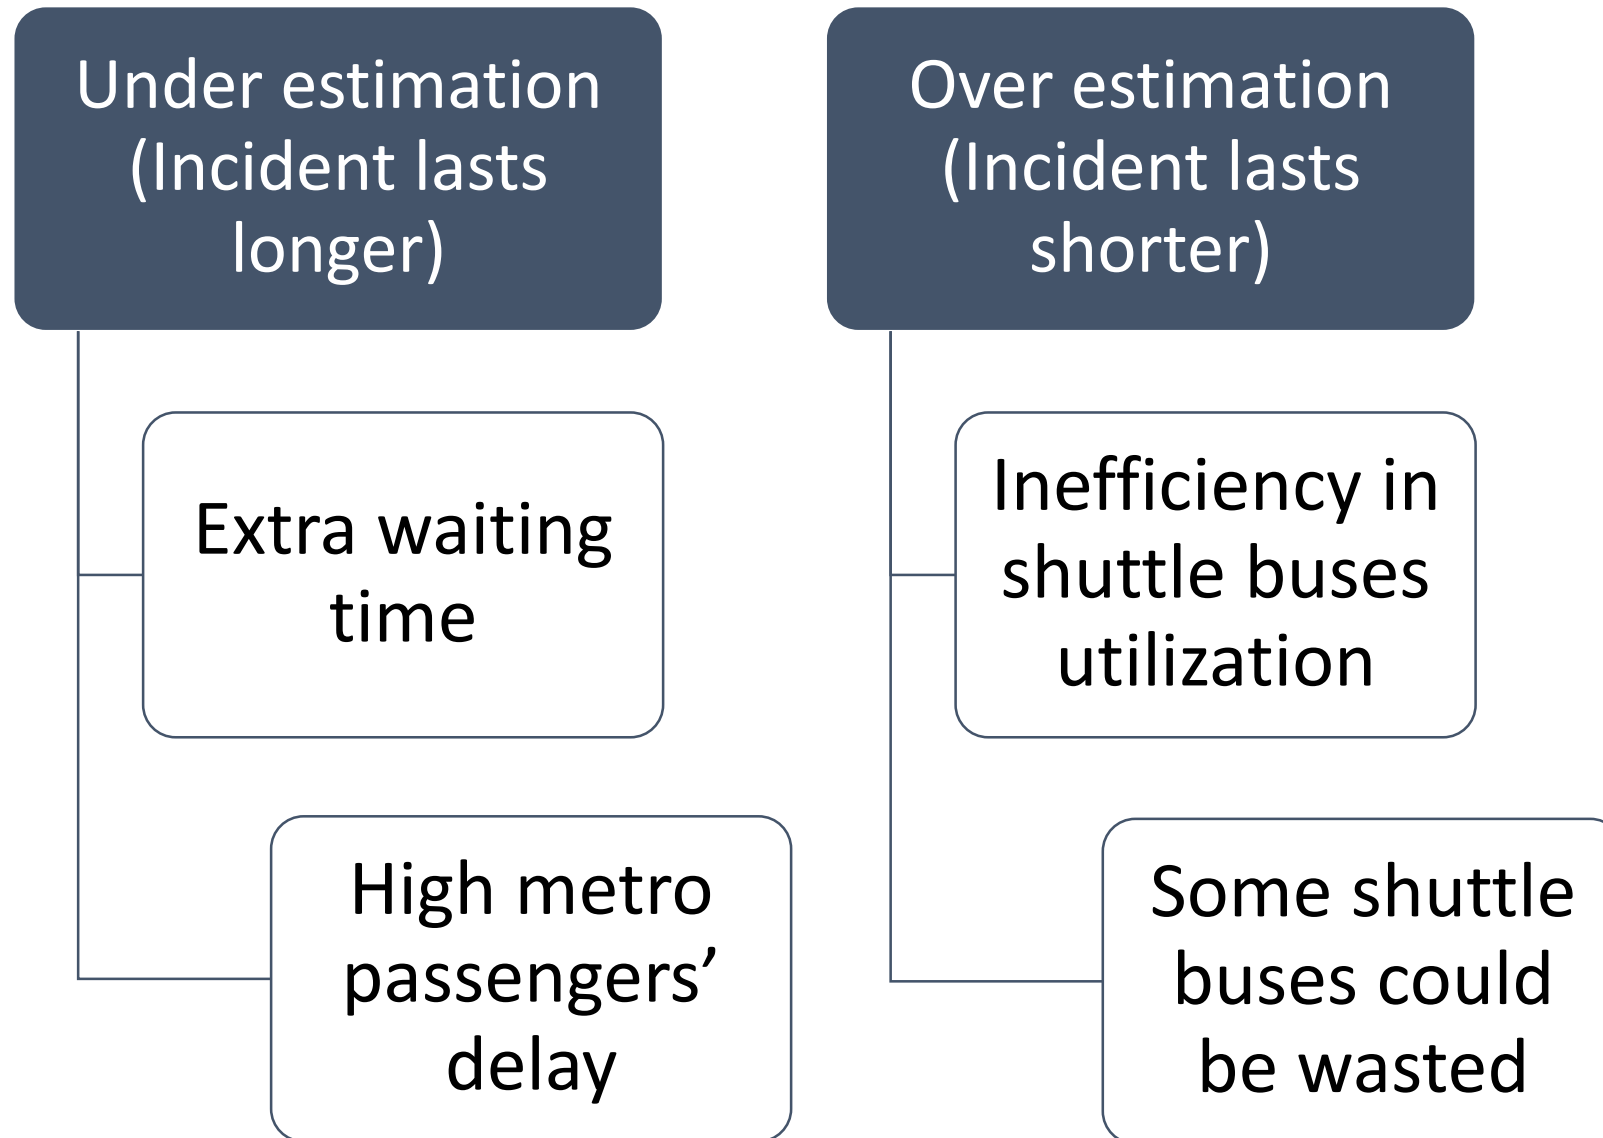 Under estimation
(Incident lasts
longer)
Extra waiting
time
High metro
passengers’
delay
Over estimation
(Incident lasts
shorter)
Inefficiency in
shuttle buses
utilization
Some shuttle
buses could
be wasted